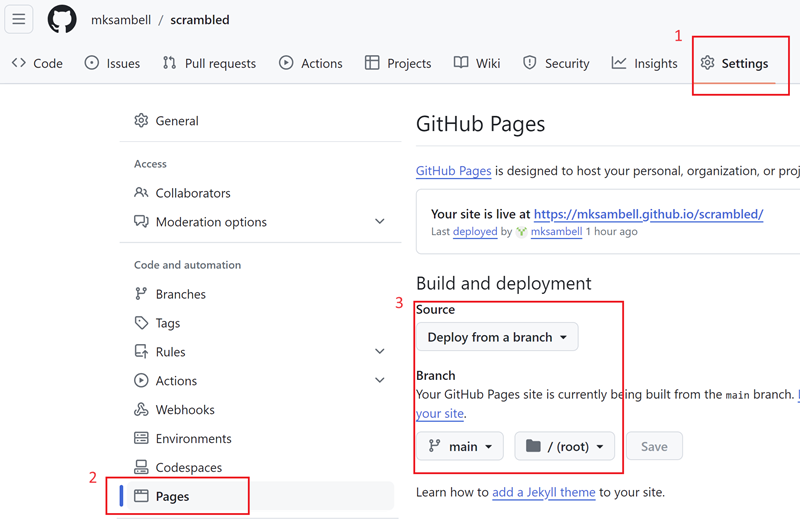 mksambell / scrambled
1
Code Issues Pull requests Actions Projects Wiki Security Insights Settings
General
Access
Collaborators
Moderation options
Code and automation
Branches
Tags
Rules
Actions
Webhooks
Environments
Codespaces
2
Pages
GitHub Pages
GitHub Pages is designed to host your personal, organization, or proj
Your site is live at https://mksambell.github.io/scrambled/
Last deployed by mksambell 1 hour ago
Build and deployment
3
Source
Deploy from a branch
Branch
Your GitHub Pages site is currently being built from the main branch.
your site.
main / (root) Save
Learn how to add a Jekyll theme to your site.